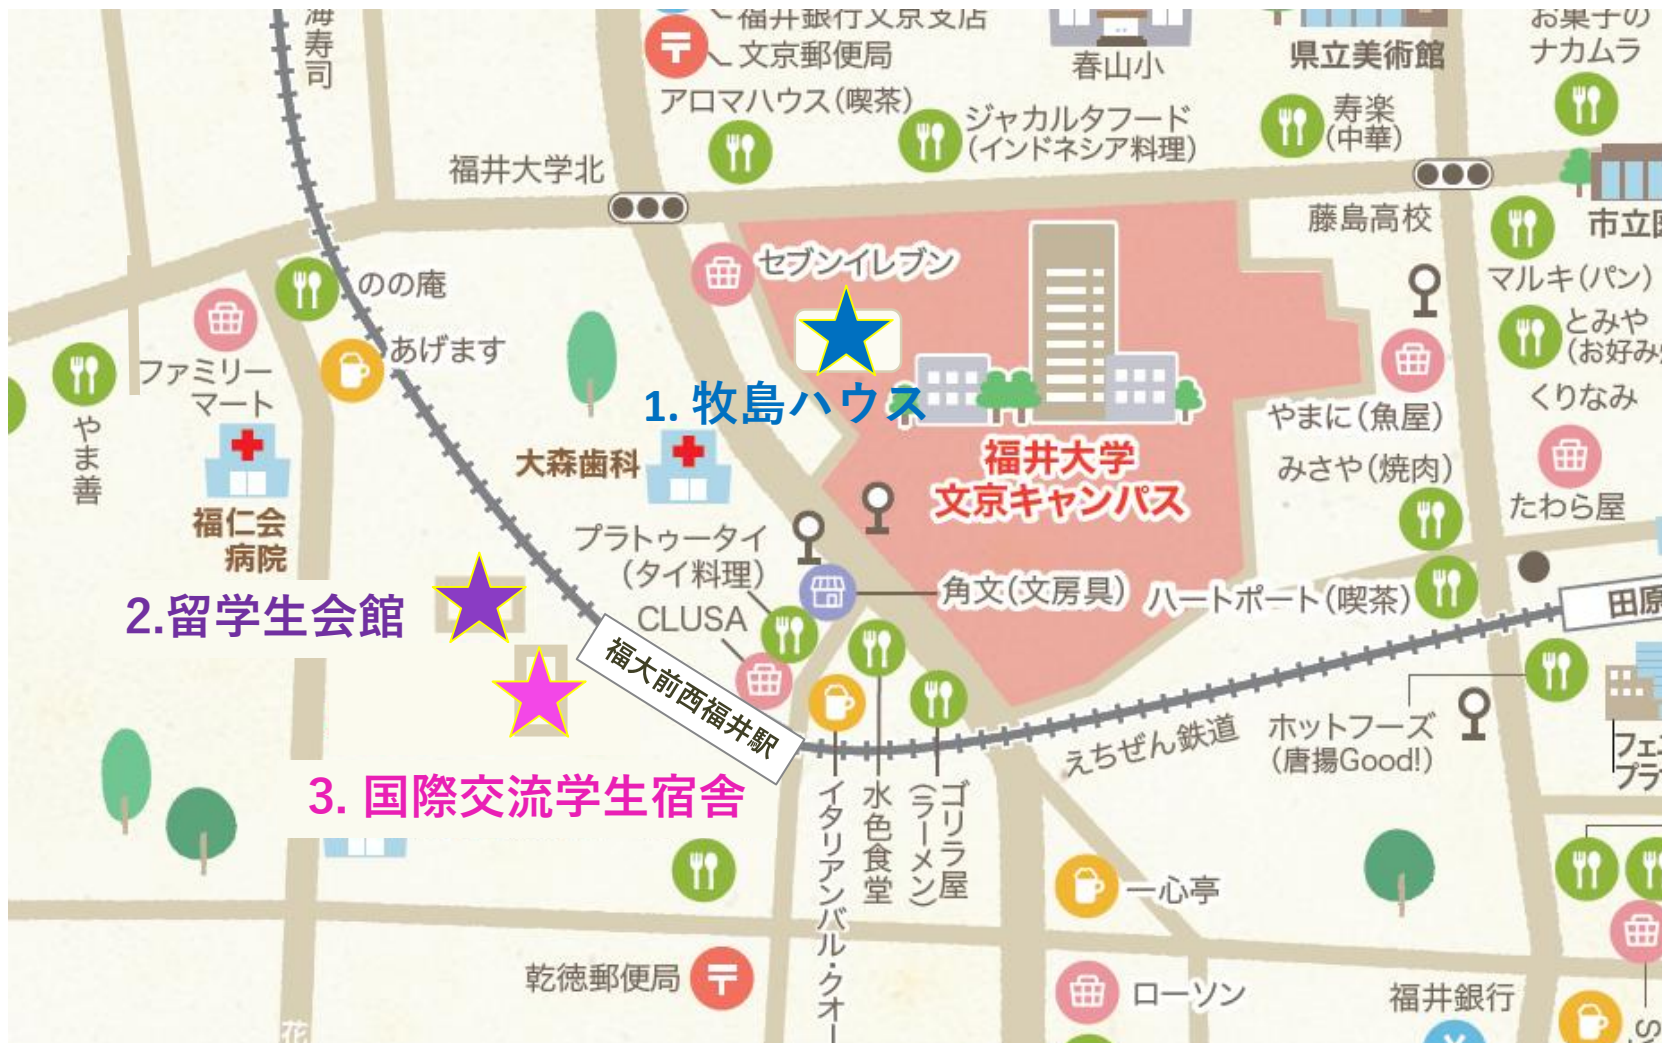 海寿司
福井銀行文京支店
文京郵便局
アロマハウス(喫茶)
春山小
県立美術館
お菓子の
ナカムラ
ジャカルタフード
(インドネシア料理)
寿楽
(中華)
福井大学北
藤島高校
セブンイレブン
マルキ(パン)
のの庵
とみや
あげます
ファミリー
マート
1. 牧島ハウス
くりなみ
やまに(魚屋)
やま善
大森歯科
福井大学
文京キャンパス
みさや(焼肉)
たわら屋
福仁会
病院
プラトゥータイ
(タイ料理)
CLUSA
角文(文房具)
ハートポート(喫茶)
2.留学生会館
福大前西福井駅
えちぜん鉄道
ホットフーズ
(唐揚Good!)
3. 国際交流学生宿舎
イタリアンバル・クオー
水色食堂
ゴリラ屋
(ラーメン)
一心亭
乾徳郵便局
ローソン
福井銀行
花